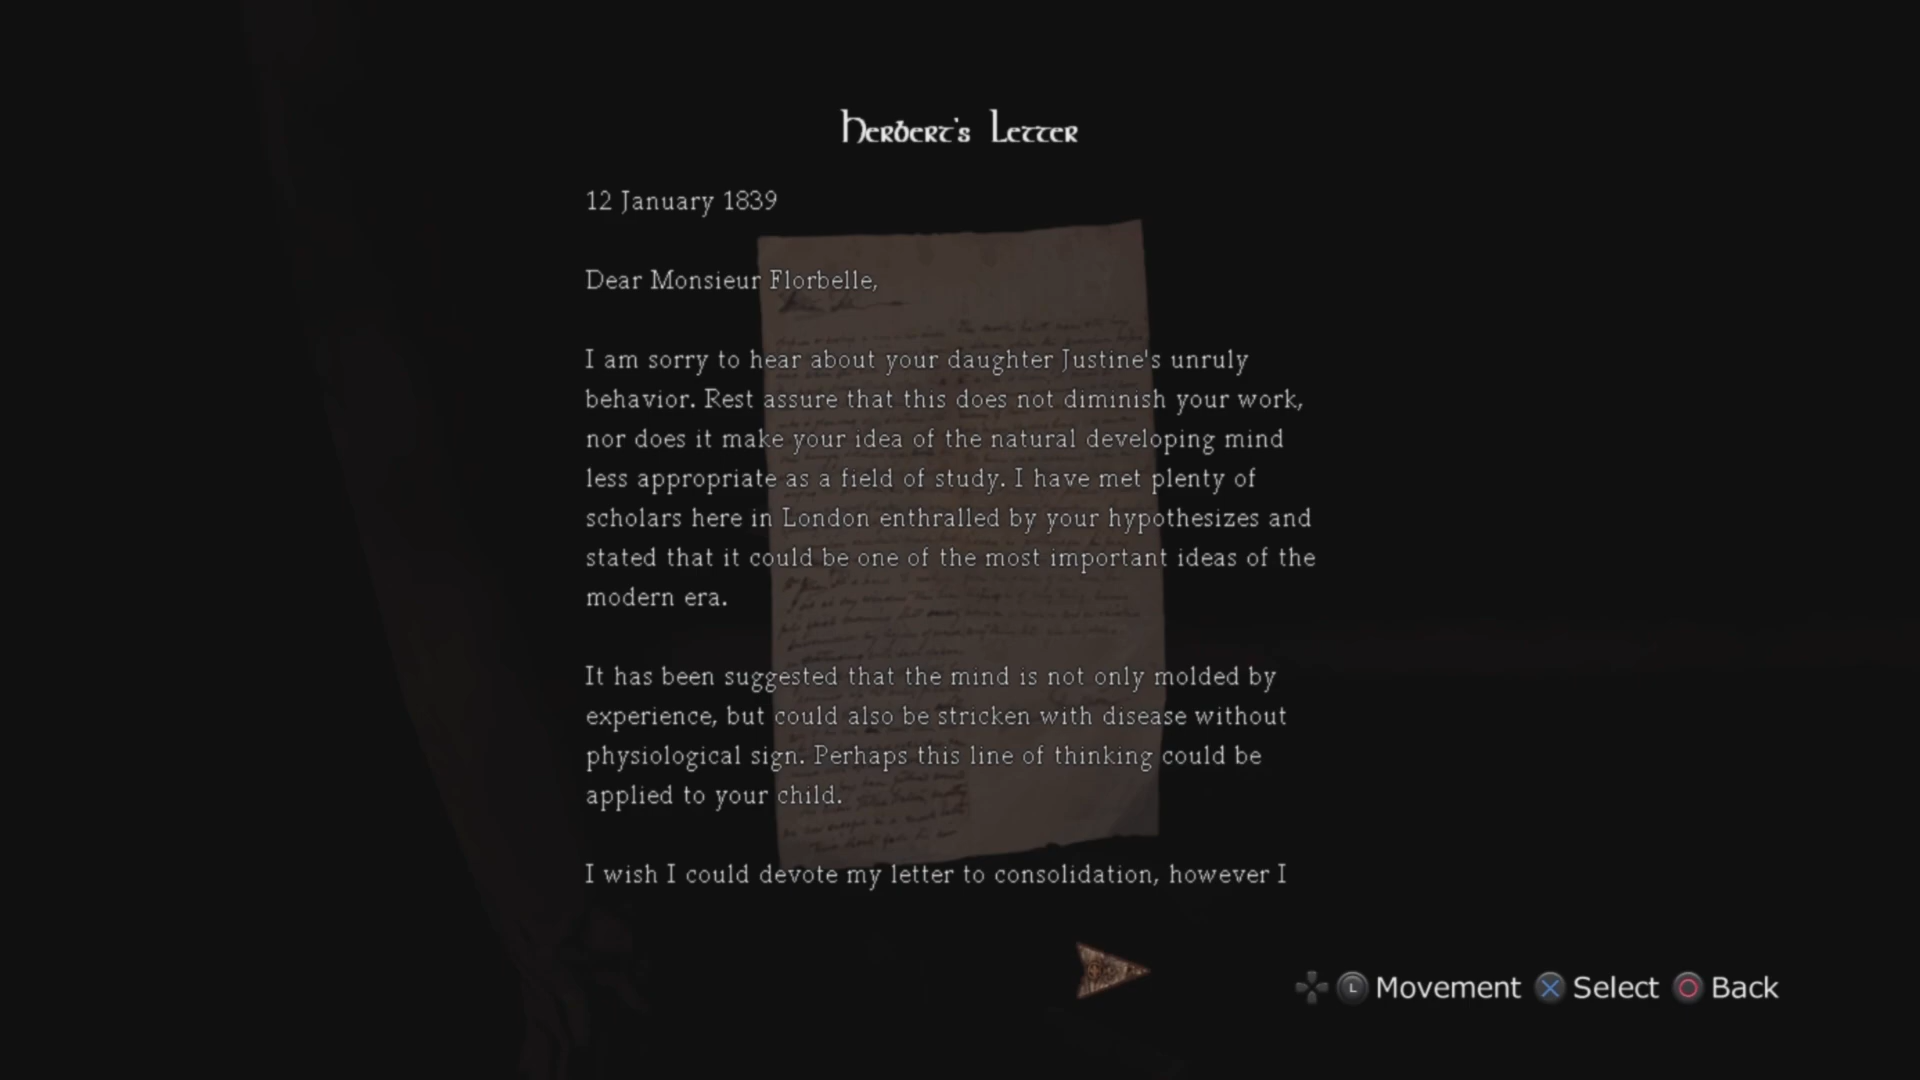 Herbert's Letter
12 January 1839
Dear Monsieur Florbelle,
I am sorry to hear about your daughter Justine's unruly
behavior. Rest assure that this does not diminish your work,
nor does it make your idea of the natural developing mind
less appropriate as a field of study. I have met plenty of
scholars here in London enthralled by your hypothesizes and
stated that it could be one of the most important ideas of the
modern era.
It has been suggested that the mind is not only molded by
experience, but could also be stricken with disease without
physiological sign. Perhaps this line of thinking could be
applied to your child.
I wish I could devote my letter to consolidation, however I
L Movement Select Back